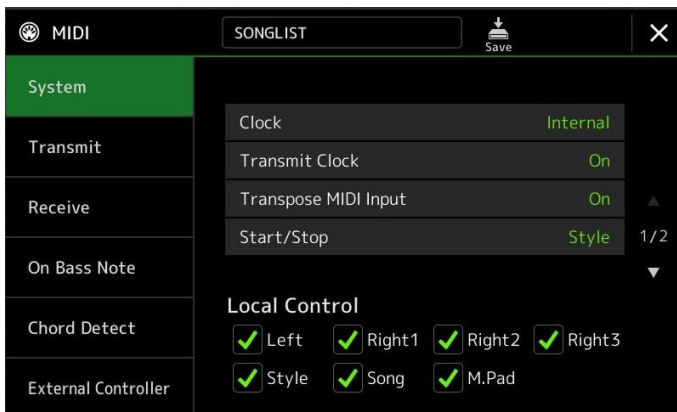 MIDI
SONGLIST
Save
System
Transmit
Receive
On Bass Note
Chord Detect
External Controller
Clock Internal
Transmit Clock On
Transpose MIDI Input On
Start/Stop Style
1/2
Local Control
Left Right1 Right2 Right3
Style Song M.Pad